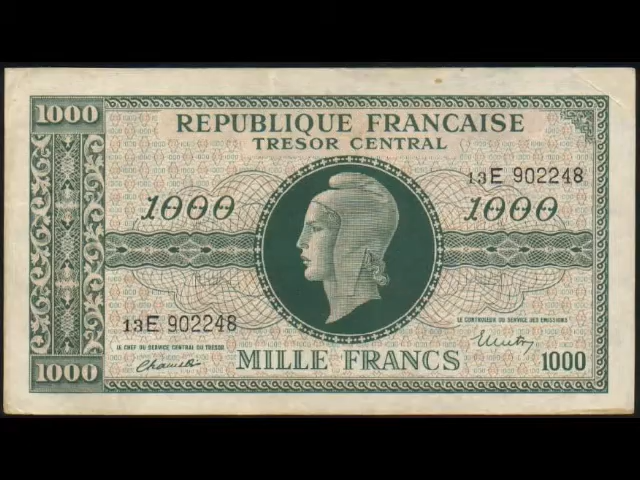 1000
REPUBLIQUE FRANCAISE
TRESOR CENTRAL
13E 902248
1000
1000
13E 902248
LE CONTROLEUR DU SERVICE DES EMISSIONS
LE CHEF DU SERVICE CENTRAL DU TRESOR
1000
MILLE FRANCS
1000